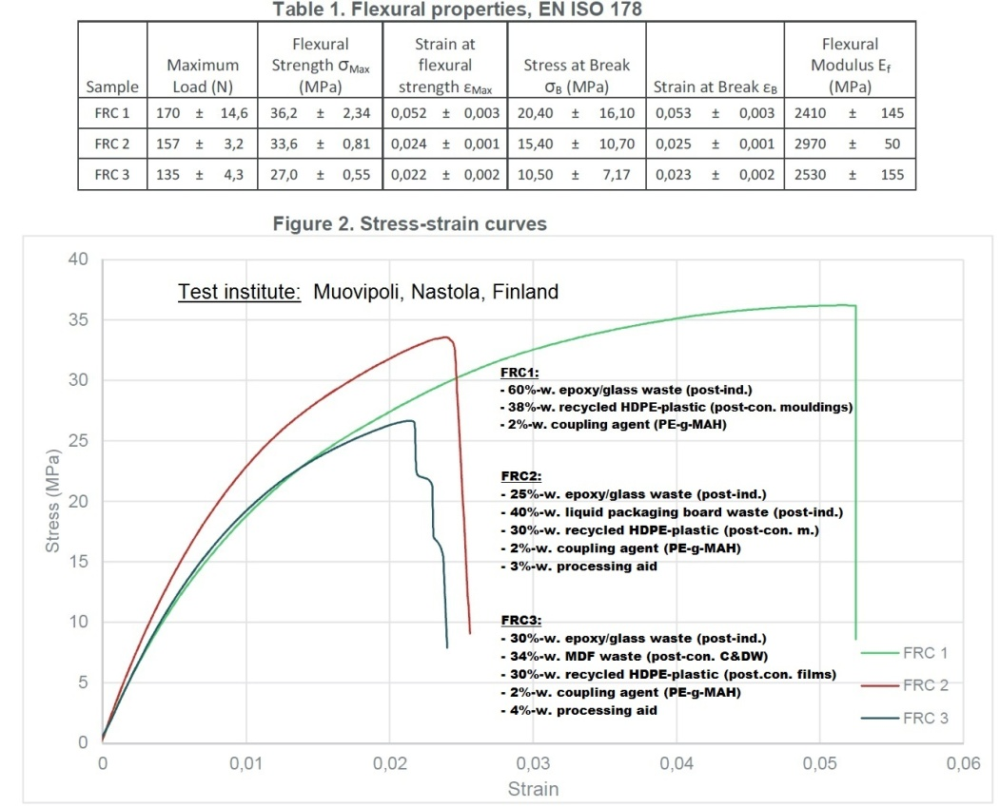 Table 1. Flexural properties, EN ISO 178
Sample
Maximum
Load (N)
Flexural
Strength σMax
(MPa)
Strain at
flexural
strength εMax
Stress at Break
σB (MPa)
Strain at Break εB
Flexural
Modulus Ef
(MPa)
FRC 1 170 ± 14,6 36,2 ± 2,34 0,052 ± 0,003 20,40 ± 16,10 0,053 ± 0,003 2410 ± 145
FRC 2 157 ± 3,2 33,6 ± 0,81 0,024 ± 0,001 15,40 ± 10,70 0,025 ± 0,001 2970 ± 50
FRC 3 135 ± 4,3 27,0 ± 0,55 0,022 ± 0,002 10,50 ± 7,17 0,023 ± 0,002 2530 ± 155
Figure 2. Stress-strain curves
Test institute: Muovipoli, Nastola, Finland
40
35
30
25
20
15
10
5
0
Stress (MPa)
FRC1:
- 60%-w. epoxy/glass waste (post-ind.)
- 38%-w. recycled HDPE-plastic (post-con. mouldings)
- 2%-w. coupling agent (PE-g-MAH)
FRC2:
- 25%-w. epoxy/glass waste (post-ind.)
- 40%-w. liquid packaging board waste (post-ind.)
- 30%-w. recycled HDPE-plastic (post-con. m.)
- 2%-w. coupling agent (PE-g-MAH)
- 3%-w. processing aid
FRC3:
- 30%-w. epoxy/glass waste (post-ind.)
- 34%-w. MDF waste (post-con. C&DW)
- 30%-w. recycled HDPE-plastic (post.con. films)
- 2%-w. coupling agent (PE-g-MAH)
- 4%-w. processing aid
FRC 1
FRC 2
FRC 3
0 0,01 0,02 0,03 0,04 0,05 0,06
Strain